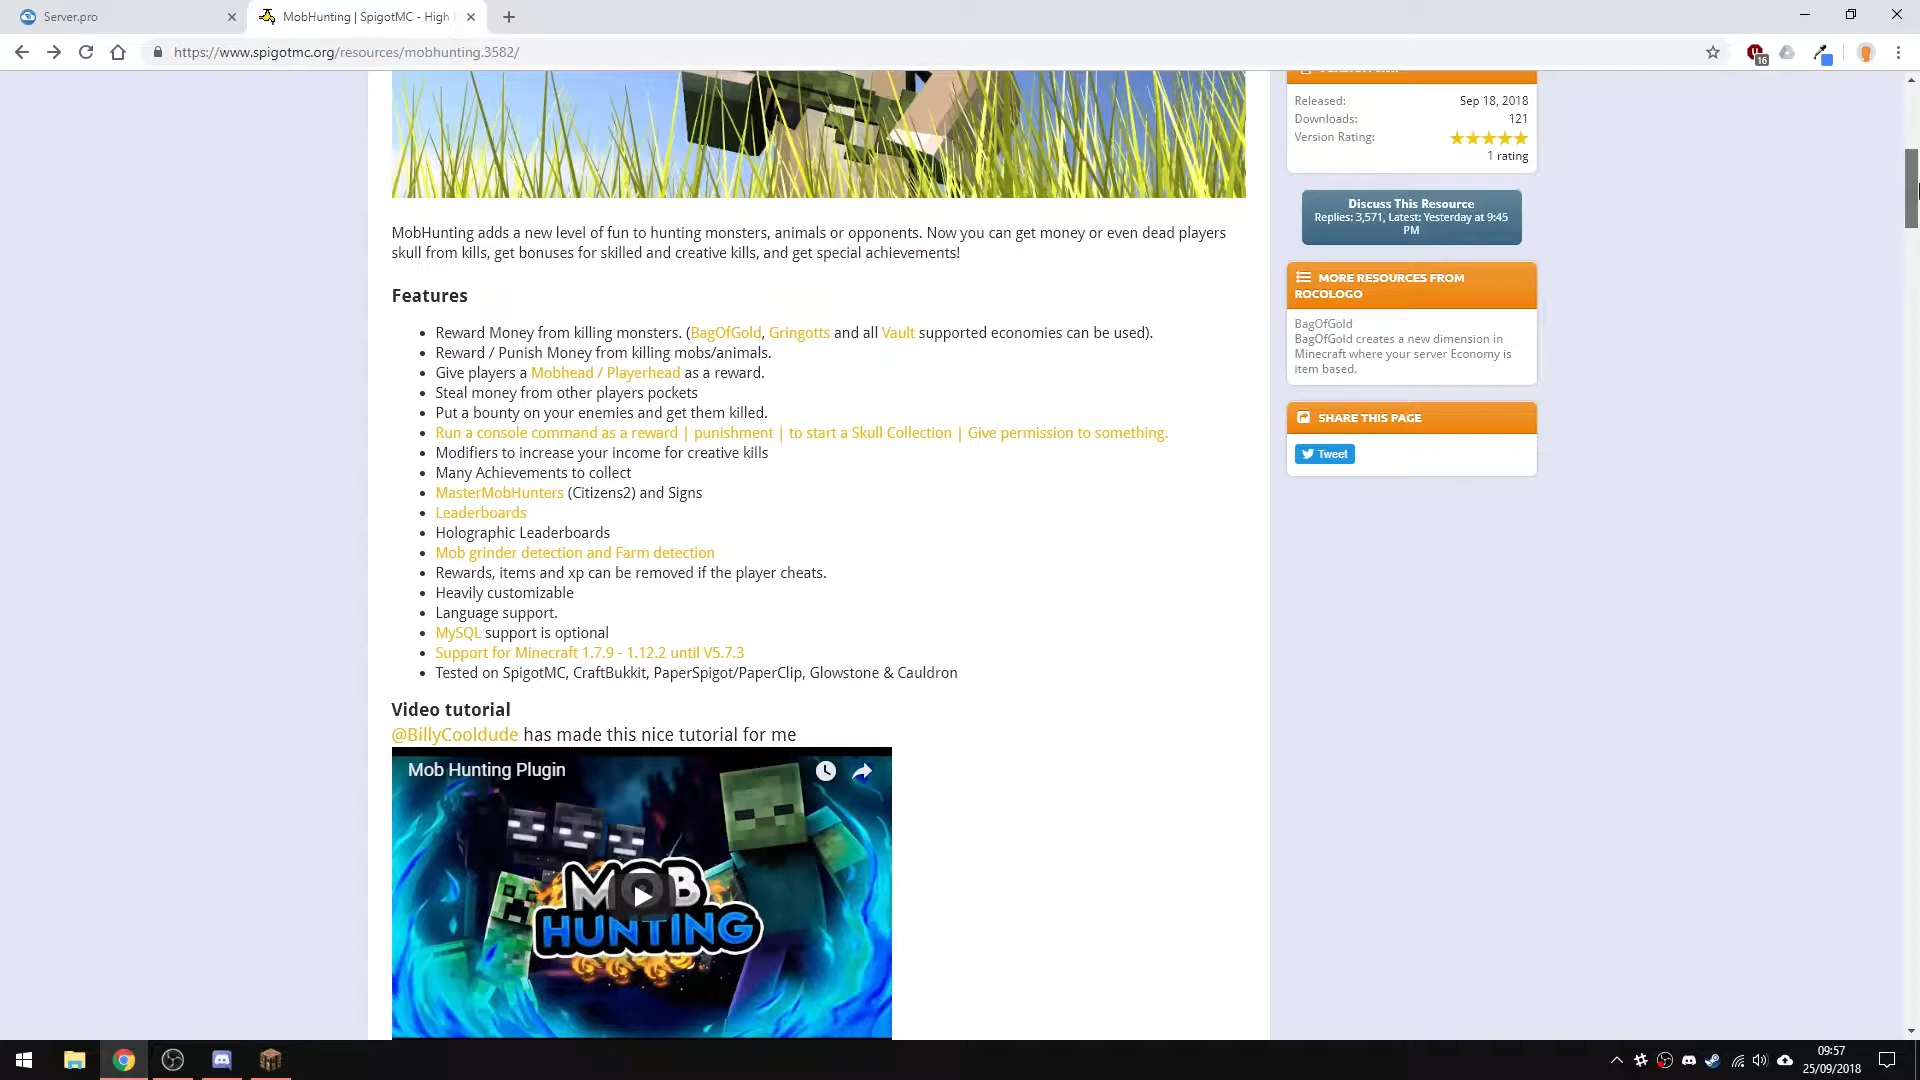 Server.pro
MobHunting | SpigotMC - High
https://www.spigotmc.org/resources/mobhunting.3582/
16
Released: Sep 18, 2018
Downloads: 121
Version Rating:
1 rating
Discuss This Resource
Replies: 3,571, Latest: Yesterday at 9:45
PM
MobHunting adds a new level of fun to hunting monsters, animals or opponents. Now you can get money or even dead players
skull from kills, get bonuses for skilled and creative kills, and get special achievements!
MORE RESOURCES FROM
ROCOLOGO
BagOfGold
BagOfGold creates a new dimension in
Minecraft where your server Economy is
item based.
SHARE THIS PAGE
Tweet
Features
Reward Money from killing monsters. (BagOfGold, Gringotts and all Vault supported economies can be used).
Reward / Punish Money from killing mobs/animals.
Give players a Mobhead / Playerhead as a reward.
Steal money from other players pockets
Put a bounty on your enemies and get them killed.
Run a console command as a reward | punishment | to start a Skull Collection | Give permission to something.
Modifiers to increase your income for creative kills
Many Achievements to collect
MasterMobHunters (Citizens2) and Signs
Leaderboards
Holographic Leaderboards
Mob grinder detection and Farm detection
Rewards, items and xp can be removed if the player cheats.
Heavily customizable
Language support.
MySQL support is optional
Support for Minecraft 1.7.9 - 1.12.2 until V5.7.3
Tested on SpigotMC, CraftBukkit, PaperSpigot/PaperClip, Glowstone & Cauldron
Video tutorial
@BillyCooldude has made this nice tutorial for me
Mob Hunting Plugin
MOB
HUNTING
09:57
25/09/2018